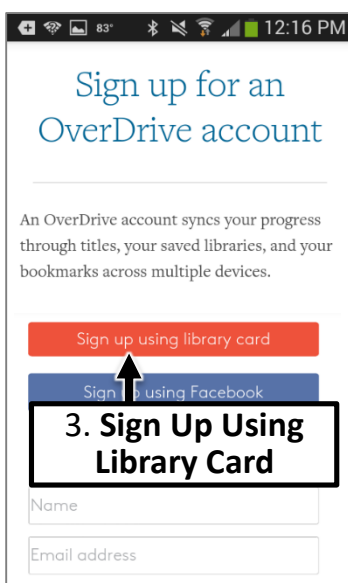 83° 12:16 PM
Sign up for an
OverDrive account
An OverDrive account syncs your progress
through titles, your saved libraries, and your
bookmarks across multiple devices.
Sign up using library card
Sign up using Facebook
3. Sign Up Using
Library Card
Name
Email address